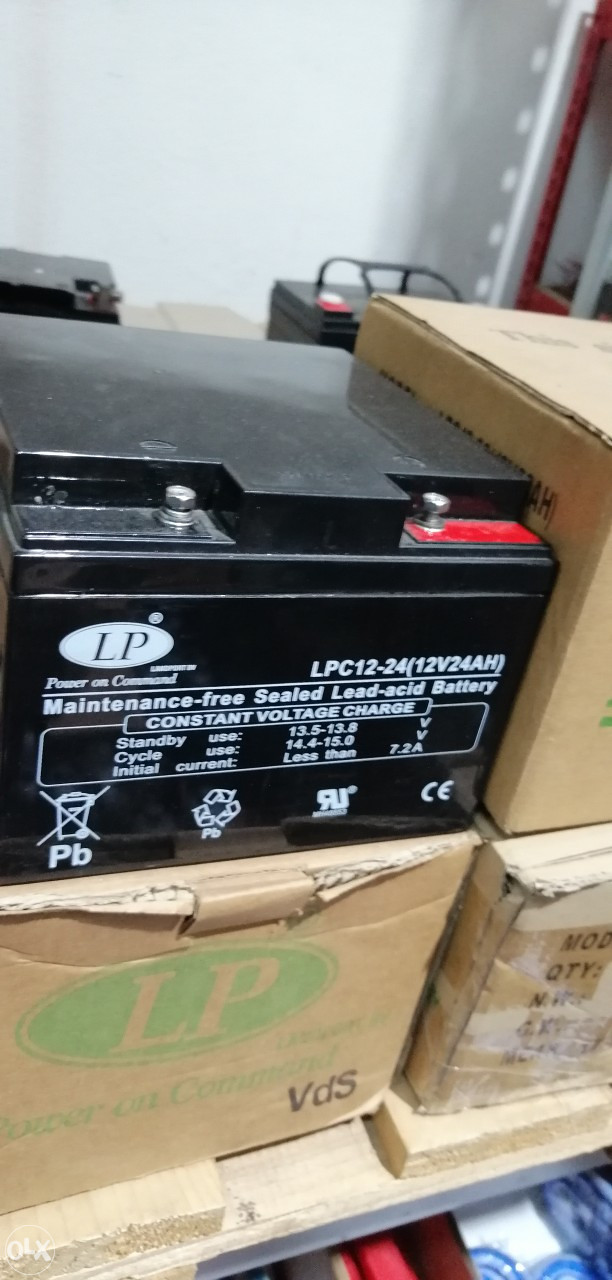 This
AH)
LP®
Power on Command
LPC12-24(12V24AH)
Maintenance-free Sealed Lead-acid Battery
CONSTANT VOLTAGE CHARGE
Standby use: 13.5-13.8 V
Cycle use: 14.4-15.0 V
Initial current: Less than 7.2A
Pb
Pb
CE
LP
Power on Command
VdS
MOD
QTY:
OLX